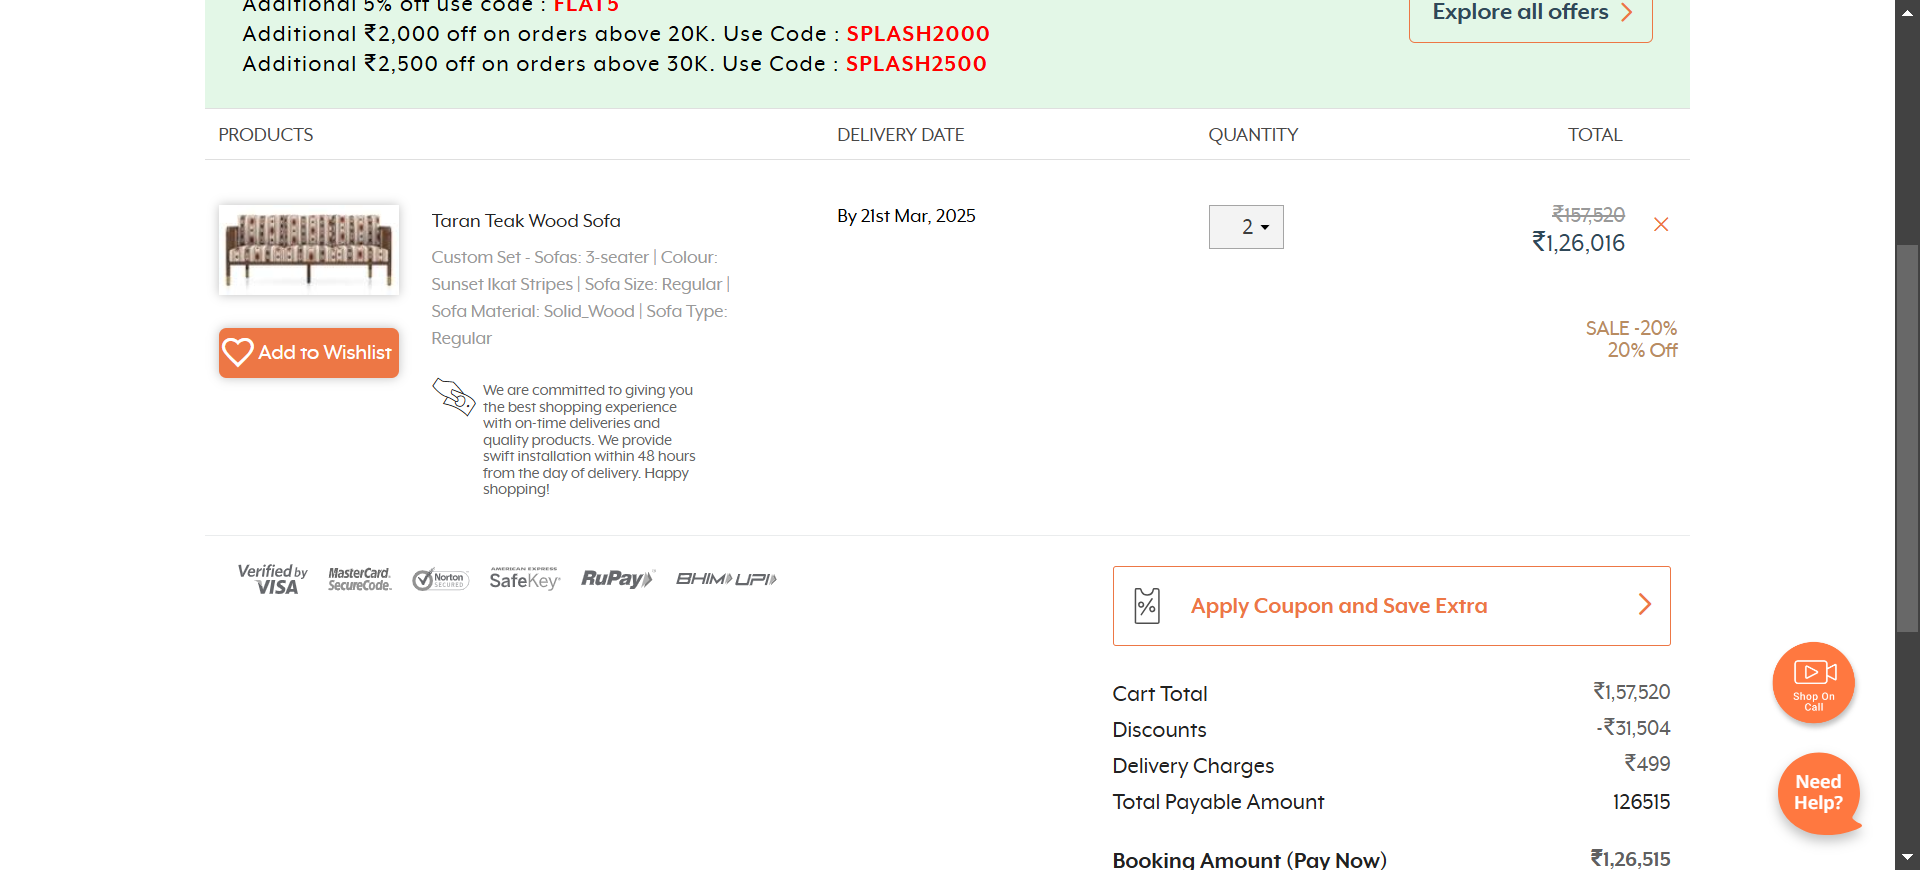 Additional 5% off use code : FLAT5
Additional ₹2,000 off on orders above 20K. Use Code : SPLASH2000
Additional ₹2,500 off on orders above 30K. Use Code : SPLASH2500
Explore all offers
PRODUCTS DELIVERY DATE QUANTITY TOTAL
Taran Teak Wood Sofa
Custom Set - Sofas: 3-seater | Colour:
Sunset Ikat Stripes | Sofa Size: Regular |
Sofa Material: Solid_Wood | Sofa Type:
Regular
Add to Wishlist
We are committed to giving you
the best shopping experience
with on-time deliveries and
quality products. We provide
swift installation within 48 hours
from the day of delivery. Happy
shopping!
By 21st Mar, 2025
2
₹157,520
₹1,26,016
SALE -20%
20% Off
Verified by
VISA
MasterCard.
SecureCode.
Norton
SECURED
AMERICAN EXPRESS
SafeKey
RuPay
BHIM UPI
Apply Coupon and Save Extra
Cart Total ₹1,57,520
Discounts -₹31,504
Delivery Charges ₹499
Total Payable Amount 126515
Booking Amount (Pay Now) ₹1,26,515
Shop On
Call
Need
Help?